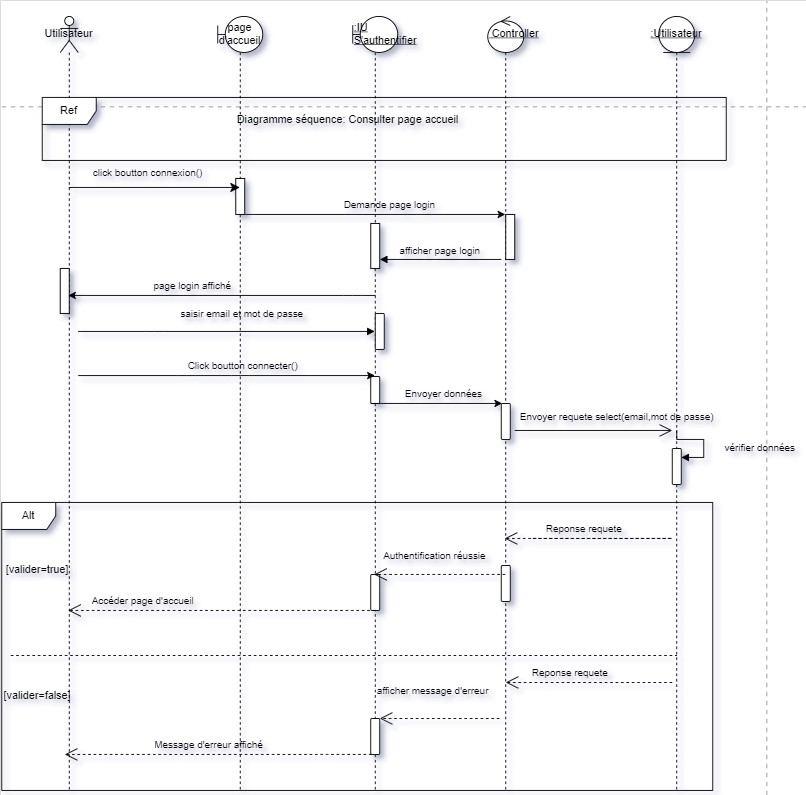 Utilisateur
page
d'accueil
:IU
S'authentifier
Controller
:Utilisateur
Ref
Diagramme séquence: Consulter page accueil
click boutton connexion()
Demande page login
afficher page login
page login affiché
saisir email et mot de passe
Click boutton connecter()
Envoyer données
Envoyer requete select(email,mot de passe)
vérifier données
Alt
Reponse requete
Authentification réussie
[valider=true]
Accéder page d'accueil
Reponse requete
afficher message d'erreur
[valider=false]
Message d'erreur affiché